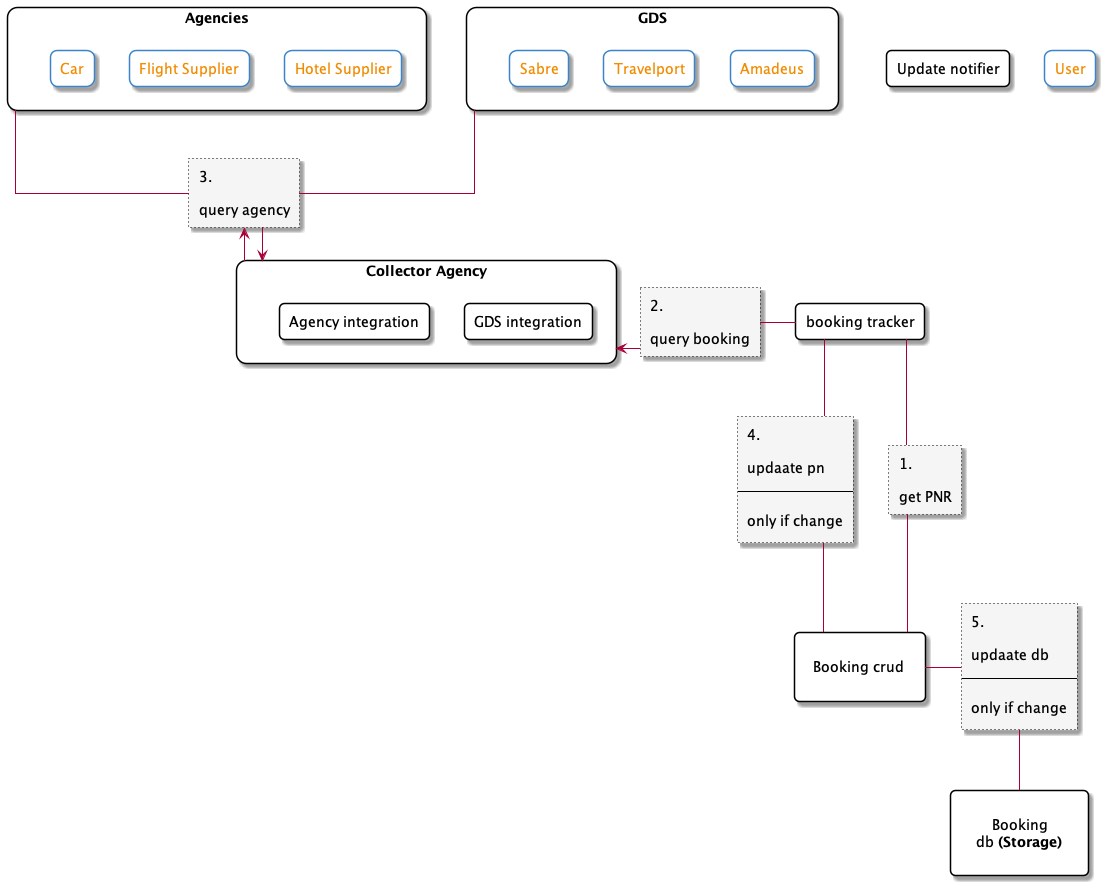 Agencies
GDS
Car
Flight Supplier
Hotel Supplier
Sabre
Travelport
Amadeus
Update notifier
User
3.
query agency
Collector Agency
Agency integration
GDS integration
2.
query booking
booking tracker
4.
updaate pn
only if change
1.
get PNR
Booking crud
5.
updaate db
only if change
Booking
db (Storage)